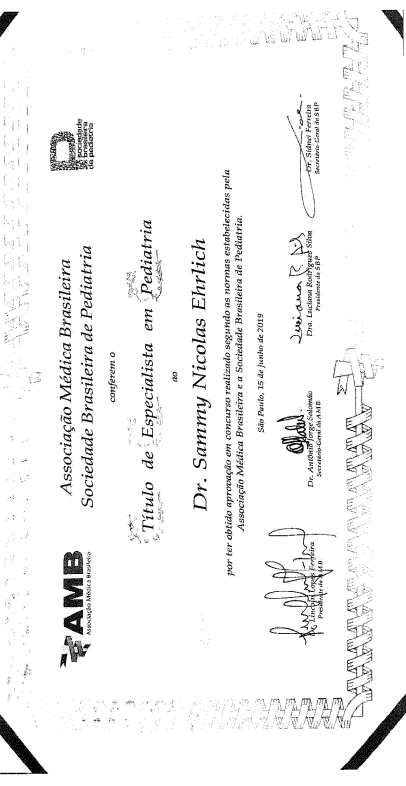 AMB
Associação Médica Brasileira
Associação Médica Brasileira
Sociedade Brasileira de Pediatria
sociedade
brasileira
de pediatria
conferem o
Título de Especialista em Pediatria
ao
Dr. Sammy Nicolas Ehrlich
por ter obtido aprovação em concurso realizado segundo as normas estabelecidas pela
Associação Médica Brasileira e a Sociedade Brasileira de Pediatria.
São Paulo, 15 de junho de 2019
Dr. Lincoln Lopes Ferreira
Presidente da AMB
Dr. Antônio Jorge Salomão
Secretário-Geral da AMB
Dra. Luciana Rodrigues Silva
Presidente da SBP
Dr. Sidnei Ferreira
Secretário-Geral da SBP